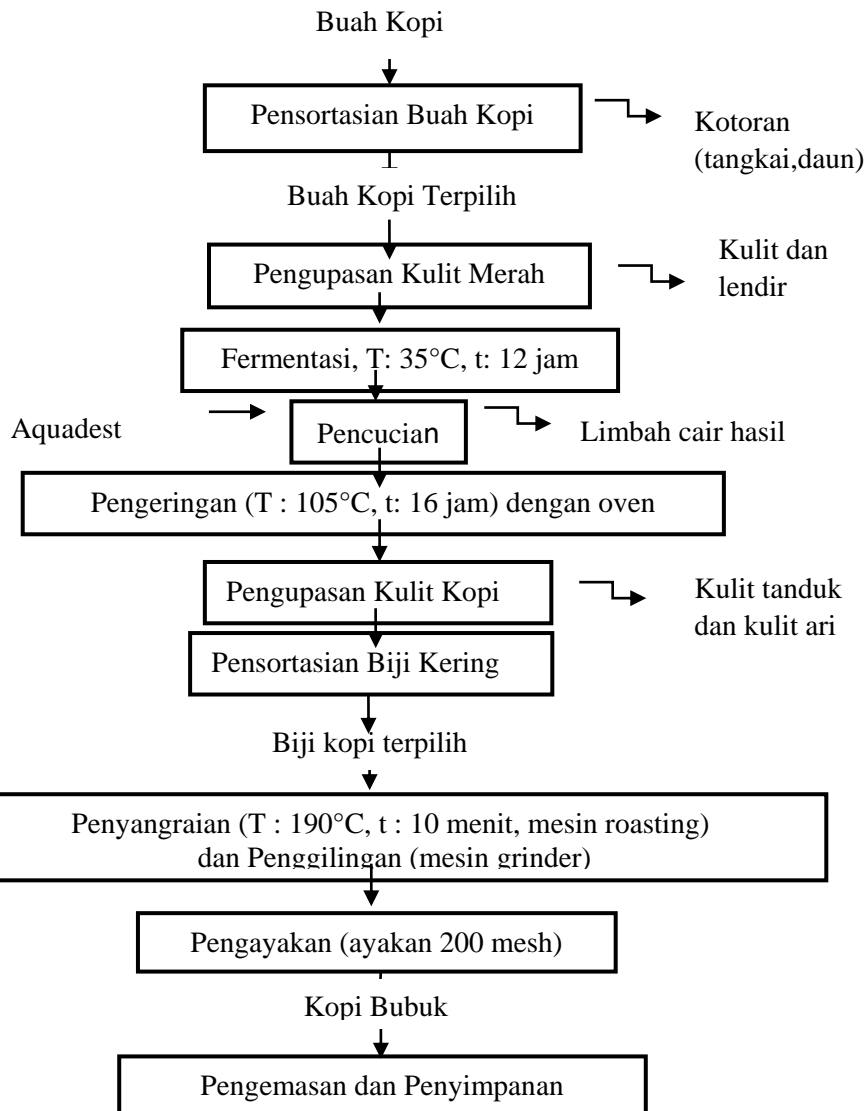 Buah Kopi
Pensortasian Buah Kopi
Kotoran
(tangkai,daun)
Buah Kopi Terpilih
Pengupasan Kulit Merah
Kulit dan
lendir
Fermentasi, T: 35°C, t: 12 jam
Aquadest
Pencucian
Limbah cair hasil
Pengeringan (T : 105°C, t: 16 jam) dengan oven
Pengupasan Kulit Kopi
Kulit tanduk
dan kulit ari
Pensortasian Biji Kering
Biji kopi terpilih
Penyangraian (T : 190°C, t : 10 menit, mesin roasting)
dan Penggilingan (mesin grinder)
Pengayakan (ayakan 200 mesh)
Kopi Bubuk
Pengemasan dan Penyimpanan